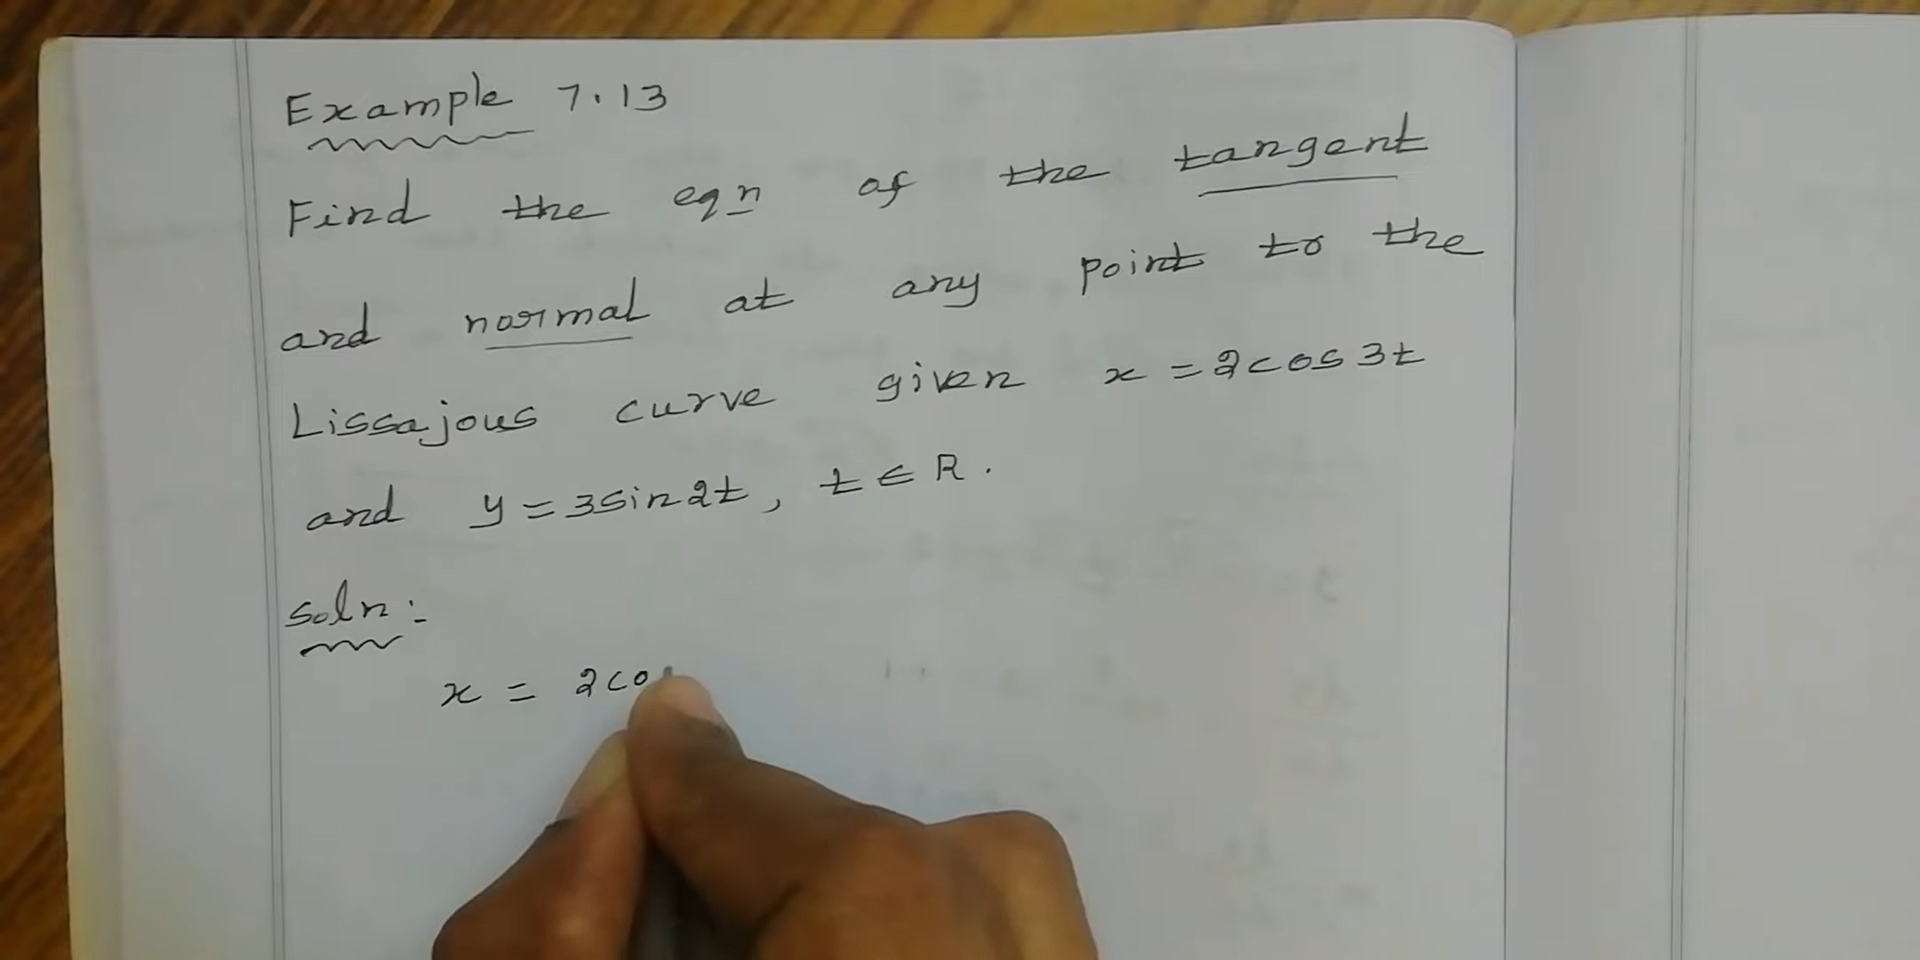 Example 7.13
Find the eqn of the tangent
and normal at any point to the
Lissajous curve given x = 2cos3t
and y = 3sin2t, t ∈ R.
Soln:
x = 2co